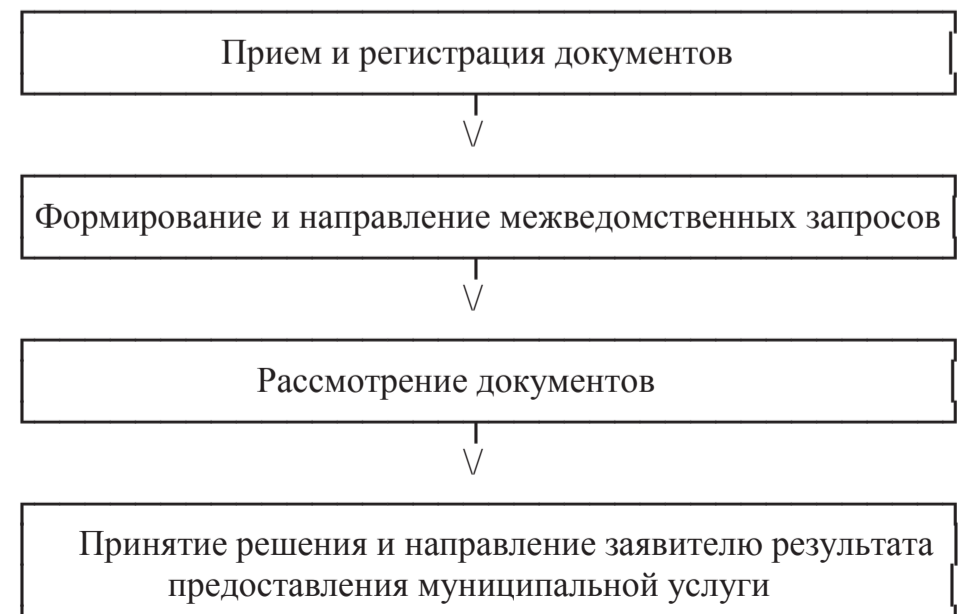 Прием и регистрация документов
Формирование и направление межведомственных запросов
Рассмотрение документов
Принятие решения и направление заявителю результата
предоставления муниципальной услуги